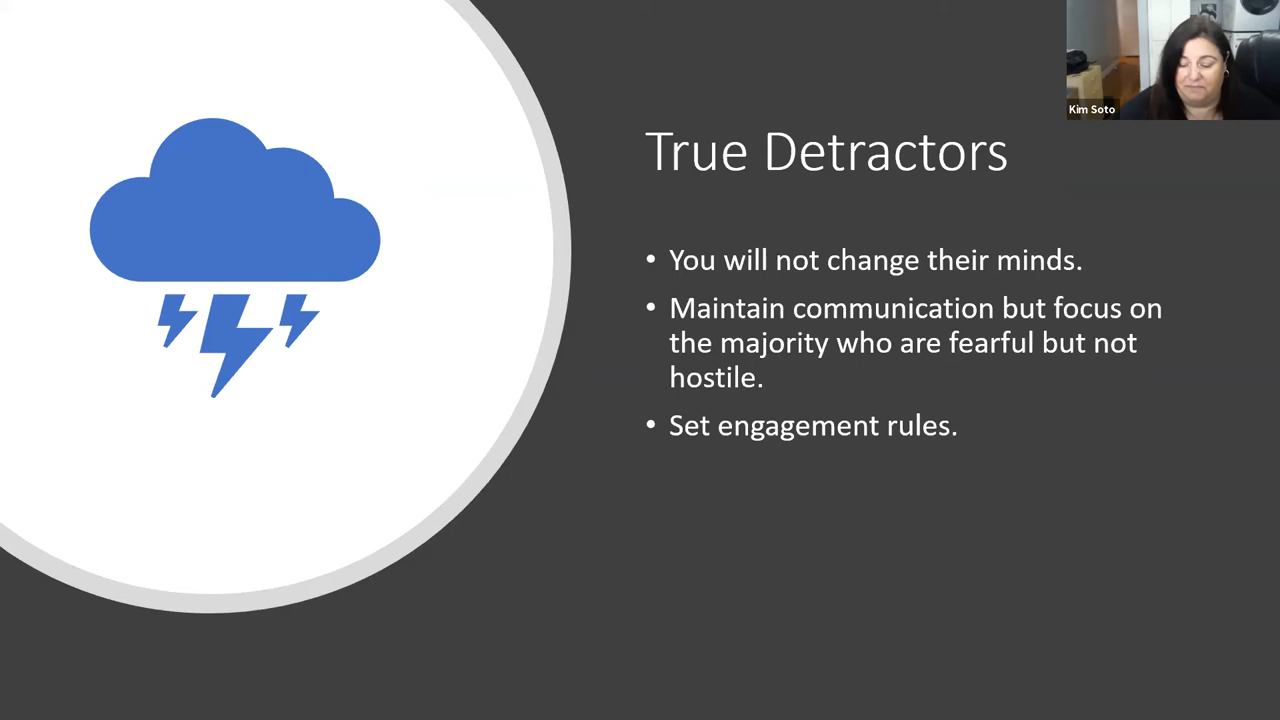 Kim Soto
True Detractors
• You will not change their minds.
• Maintain communication but focus on
the majority who are fearful but not
hostile.
• Set engagement rules.